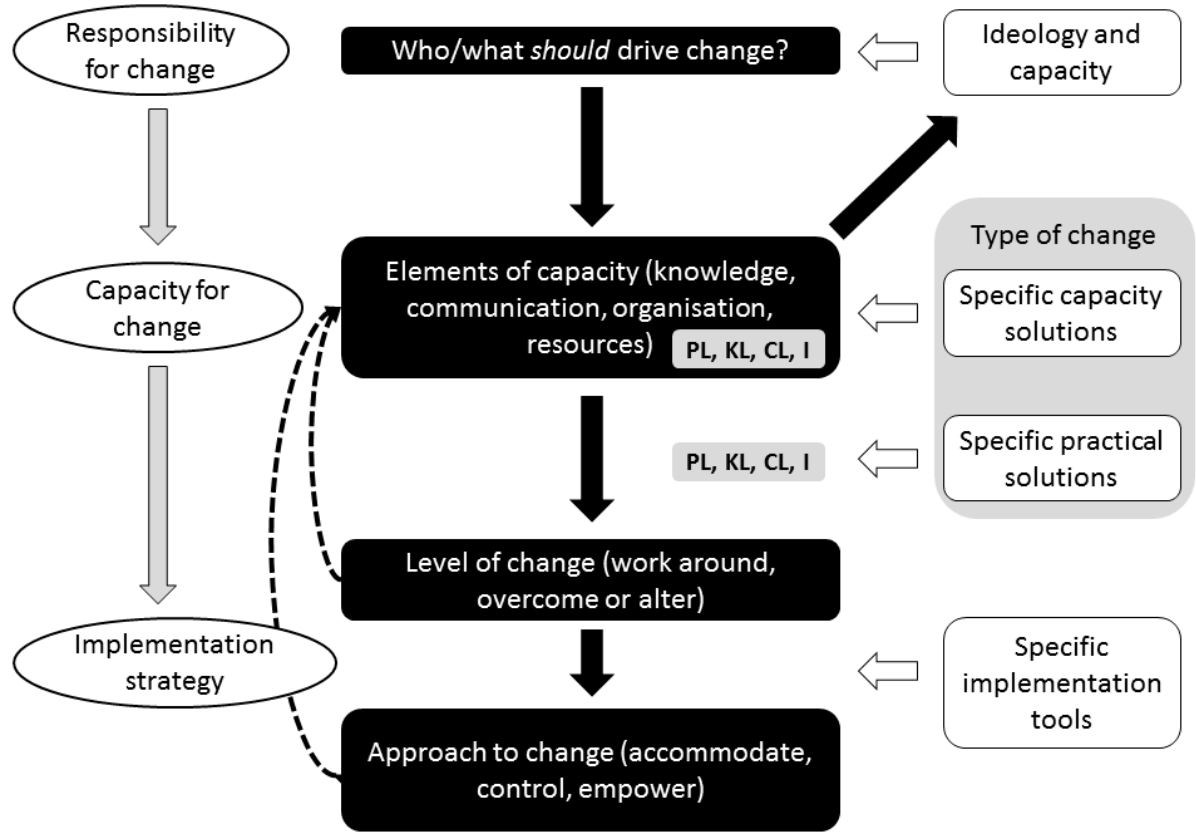 Responsibility
for change
Who/what should drive change?
Ideology and
capacity
Type of change
Capacity for
change
Elements of capacity (knowledge,
communication, organisation,
resources)
PL, KL, CL, I
Specific capacity
solutions
PL, KL, CL, I
Specific practical
solutions
Level of change (work around,
overcome or alter)
Implementation
strategy
Specific
implementation
tools
Approach to change (accommodate,
control, empower)